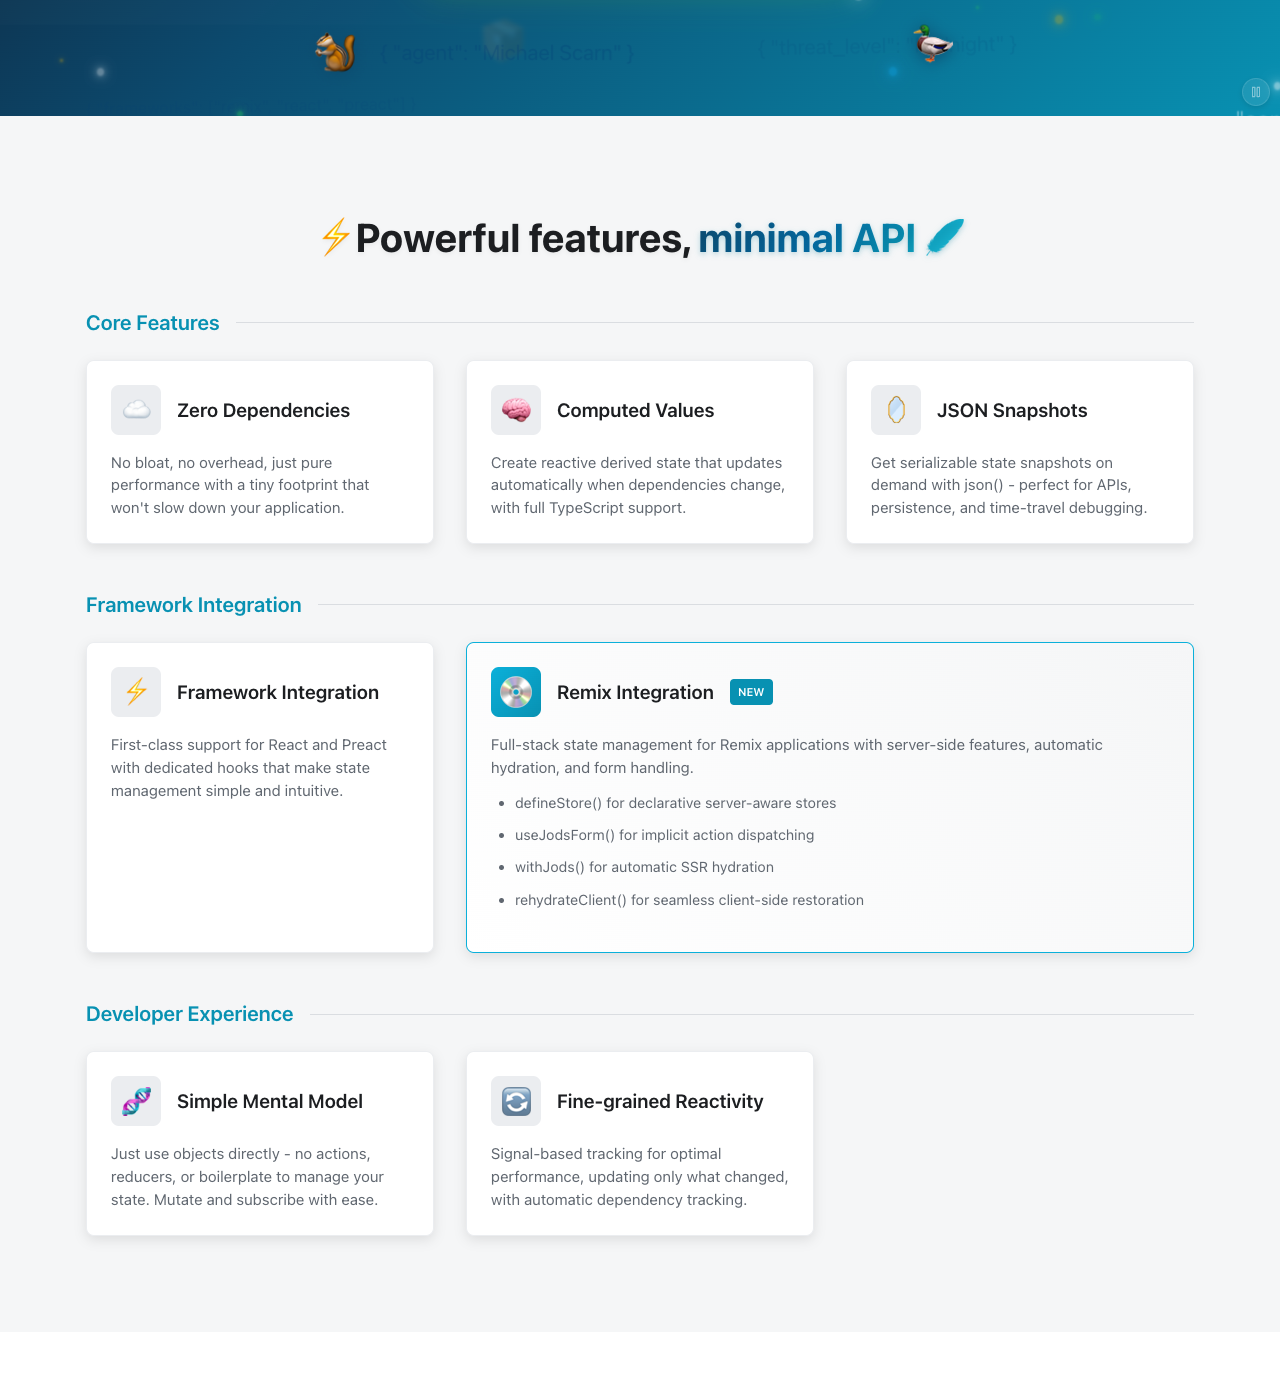 { "agent": "Michael Scam" }
{ "threat_level":
Powerful features, minimal API
Core Features
Zero Dependencies
No bloat, no overhead, just pure
performance with a tiny footprint that
won't slow down your application.
Computed Values
Create reactive derived state that updates
automatically when dependencies change,
with full TypeScript support.
JSON Snapshots
Get serializable state snapshots on
demand with json() - perfect for APIs,
persistence, and time-travel debugging.
Framework Integration
Framework Integration
First-class support for React and Preact
with dedicated hooks that make state
management simple and intuitive.
Remix Integration NEW
Full-stack state management for Remix applications with server-side features, automatic
hydration, and form handling.
• defineStore() for declarative server-aware stores
• useJodsForm() for implicit action dispatching
• withJods() for automatic SSR hydration
• rehydrateClient() for seamless client-side restoration
Developer Experience
Simple Mental Model
Just use objects directly - no actions,
reducers, or boilerplate to manage your
state. Mutate and subscribe with ease.
Fine-grained Reactivity
Signal-based tracking for optimal
performance, updating only what changed,
with automatic dependency tracking.